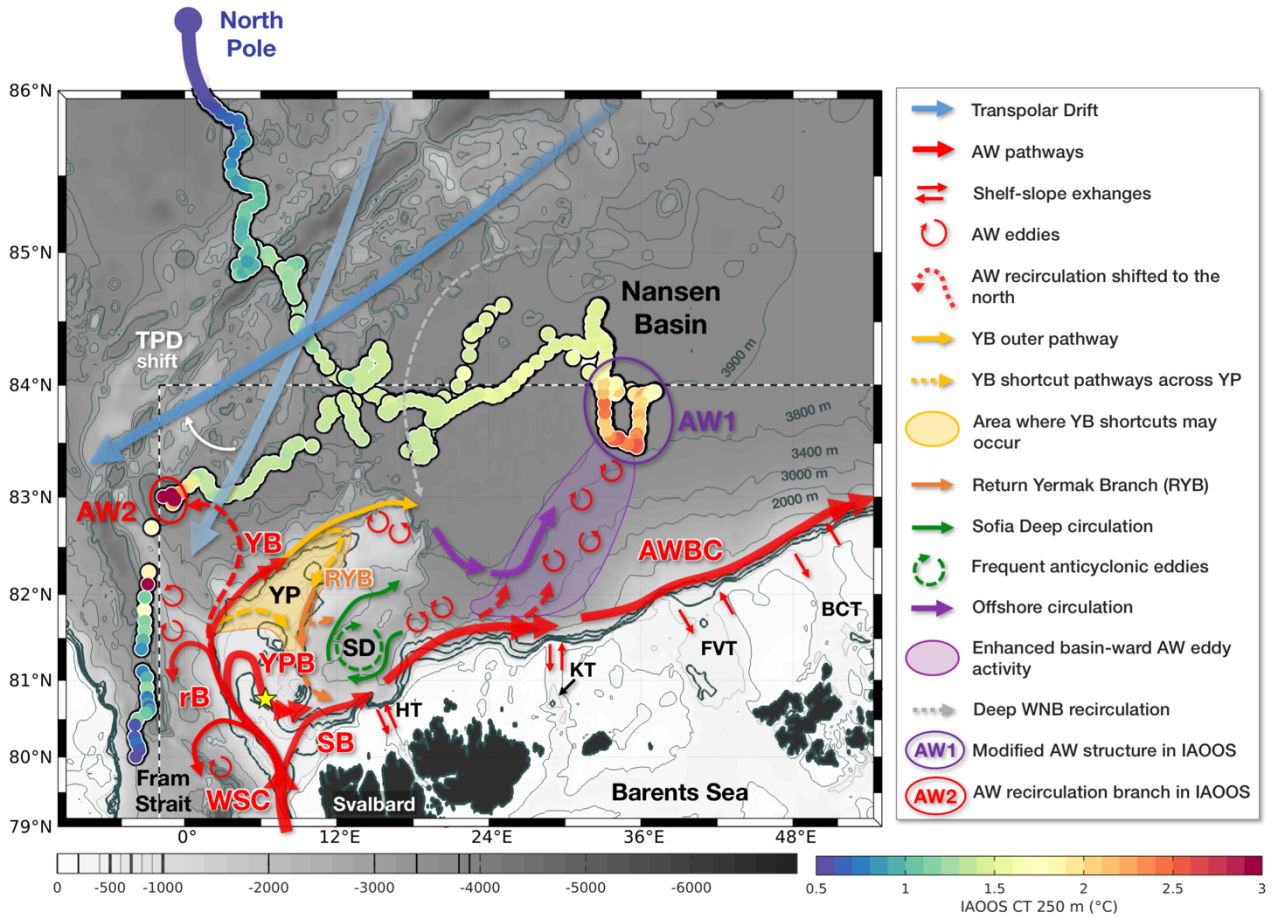 North
Pole
86°N
85°N
84°N
83°N
82°N
81°N
80°N
79°N
0°
12°E
24°E
36°E
48°E
Nansen
Basin
TPD
shift
3900 m
3800 m
3400 m
3000 m
2000 m
AW1
AW2
YB
YP
RYB
SD
YPB
rB
SB
WSC
AWBC
HT
KT
FVT
BCT
Fram
Strait
Svalbard
Barents Sea
Transpolar Drift
AW pathways
Shelf-slope exhanges
AW eddies
AW recirculation shifted to the
north
YB outer pathway
YB shortcut pathways across YP
Area where YB shortcuts may
occur
Return Yermak Branch (RYB)
Sofia Deep circulation
Frequent anticyclonic eddies
Offshore circulation
Enhanced basin-ward AW eddy
activity
Deep WNB recirculation
AW1 Modified AW structure in IAOOS
AW2 AW recirculation branch in IAOOS
0 -500 -1000 -2000 -3000 -4000 -5000 -6000
0.5 1 1.5 2 2.5 3
IAOOS CT 250 m (°C)